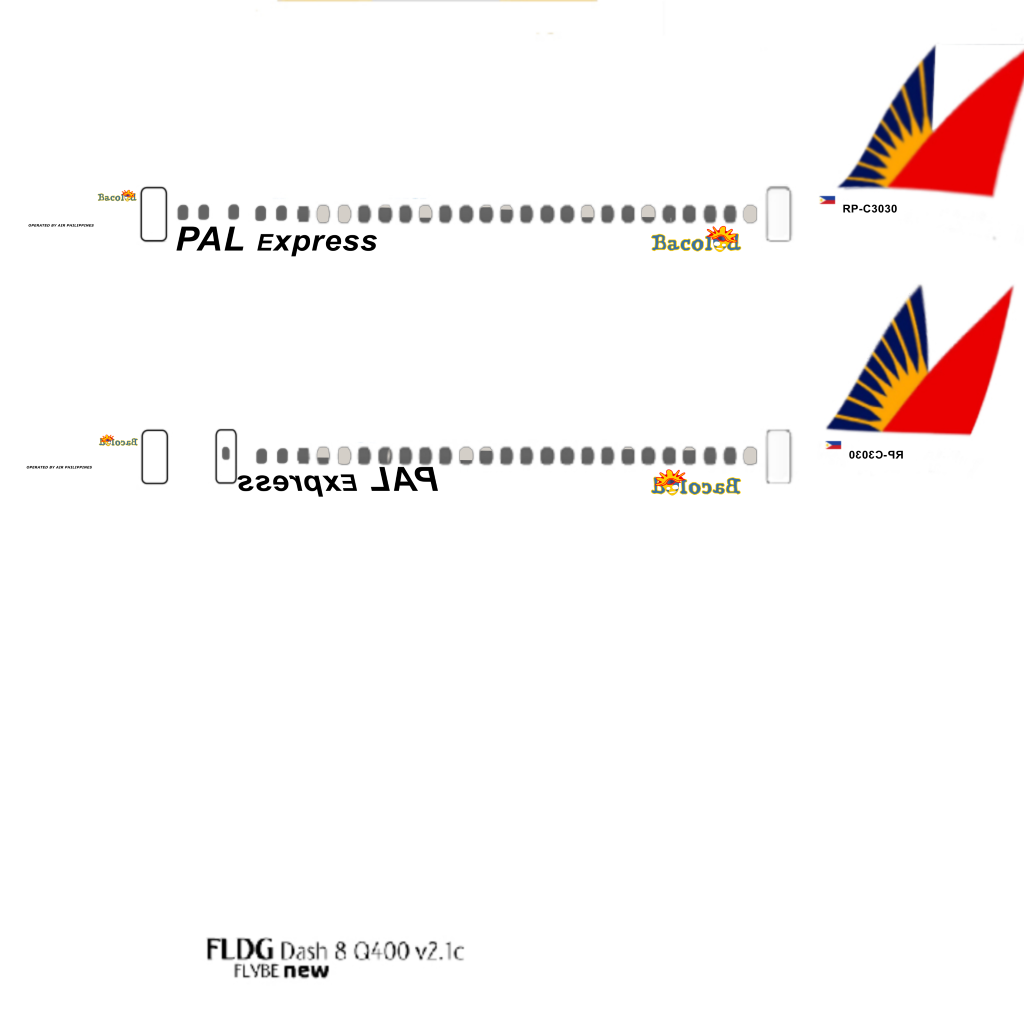 Bacolod
OPERATED BY AIR PHILIPPINES
PAL Express
Bacolod
RP-C3030
Bacolod
OPERATED BY AIR PHILIPPINES
PAL Express
Bacolod
RP-C3030
FLDG Dash 8 Q400 v2.1c
FLYBE new